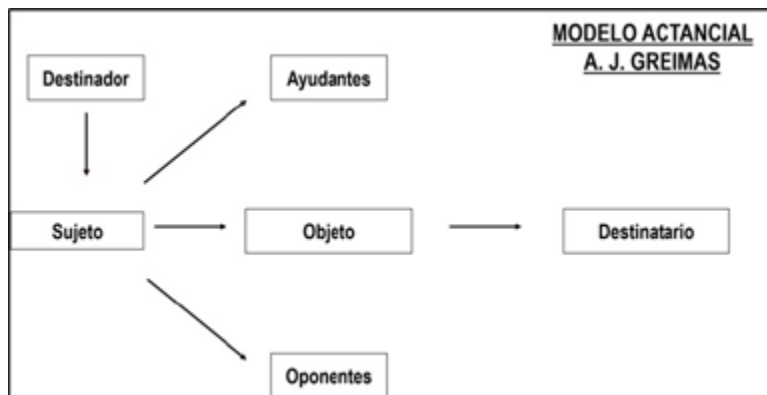 MODELO ACTANCIAL
A. J. GREIMAS
Destinador
Ayudantes
Sujeto
Objeto
Destinatario
Oponentes